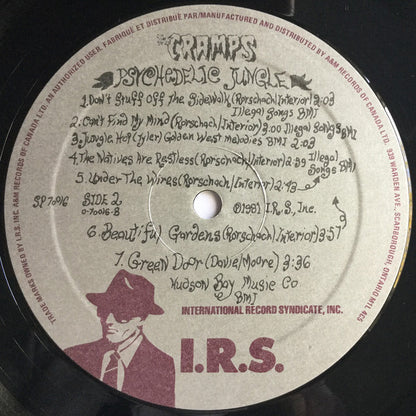 FABRIQUÉ ET DISTRIBUÉ PAR/MANUFACTURED AND DISTRIBUTED BY A&M RECORDS OF CANADA LTD., 939 WARDEN AVE., SCARBOROUGH, ONTARIO M1L 4C5
TRADE MARKS OWNED BY I.R.S. INC. A&M RECORDS OF CANADA LTD. AN AUTHORIZED USER.
THE CRAMPS
PSYCHEDELIC JUNGLE
1. Don't Eat Stuff Off the Sidewalk (Rorschach/Interior) 2:03
Illegal Songs BMI
2. Can't Find My Mind (Rorschach/Interior) 3:00 Illegal Songs BMI
3. Jungle Hop (Tyler) Golden West melodies BMI 2:03
4. The Natives Are Restless (Rorschach/Interior) 2:59 Illegal Songs BMI
5. Under The Wires (Rorschach/Interior) 2:43
SP 70016
SIDE 2
0-70016-B
©1981 I.R.S., Inc.
6. Beautiful Gardens (Rorschach/Interior) 3:57
7. Green Door (Davie/Moore) 3:36
Hudson Bay Music Co
BMI
INTERNATIONAL RECORD SYNDICATE, INC.
I.R.S.